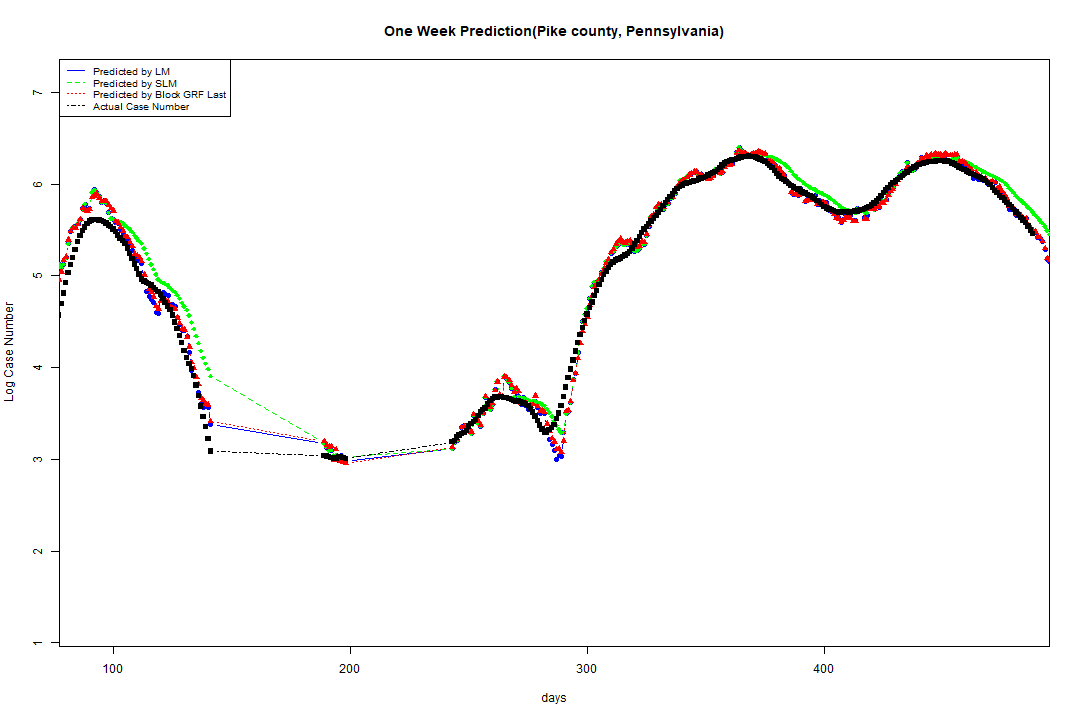 One Week Prediction(Pike county, Pennsylvania)
Predicted by LM
Predicted by SLM
Predicted by Block GRF Last
Actual Case Number
7
6
5
4
3
2
1
Log Case Number
100
200
300
400
days